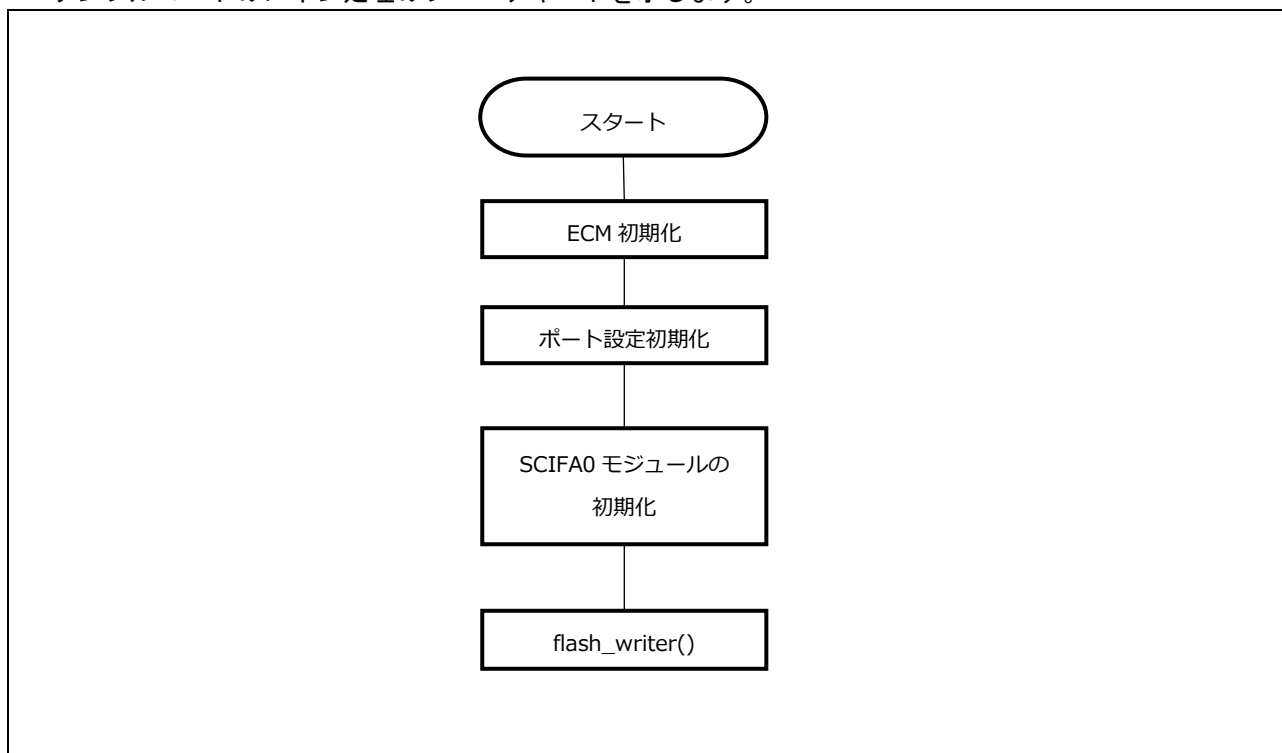 スタート
ECM 初期化
ポート設定初期化
SCIFA0 モジュールの
初期化
flash_writer()